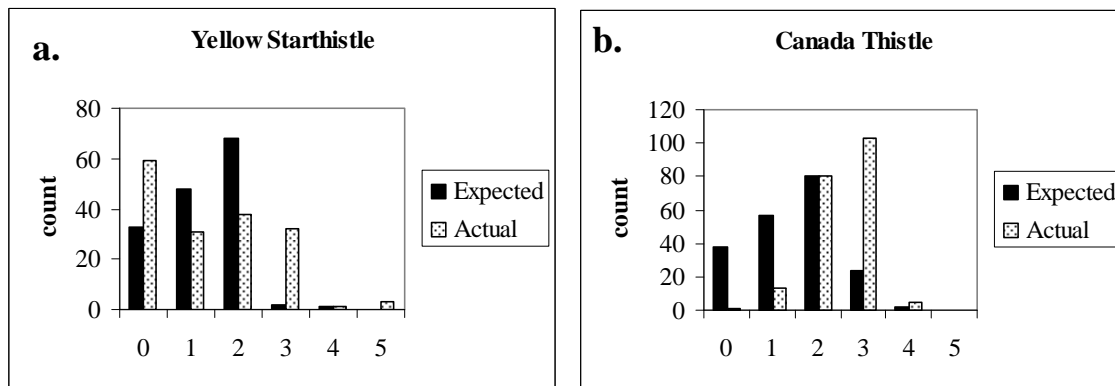 a.
Yellow Starthistle
count
80
60
40
20
0
0 1 2 3 4 5
Expected
Actual
b.
Canada Thistle
count
120
100
80
60
40
20
0
0 1 2 3 4 5
Expected
Actual